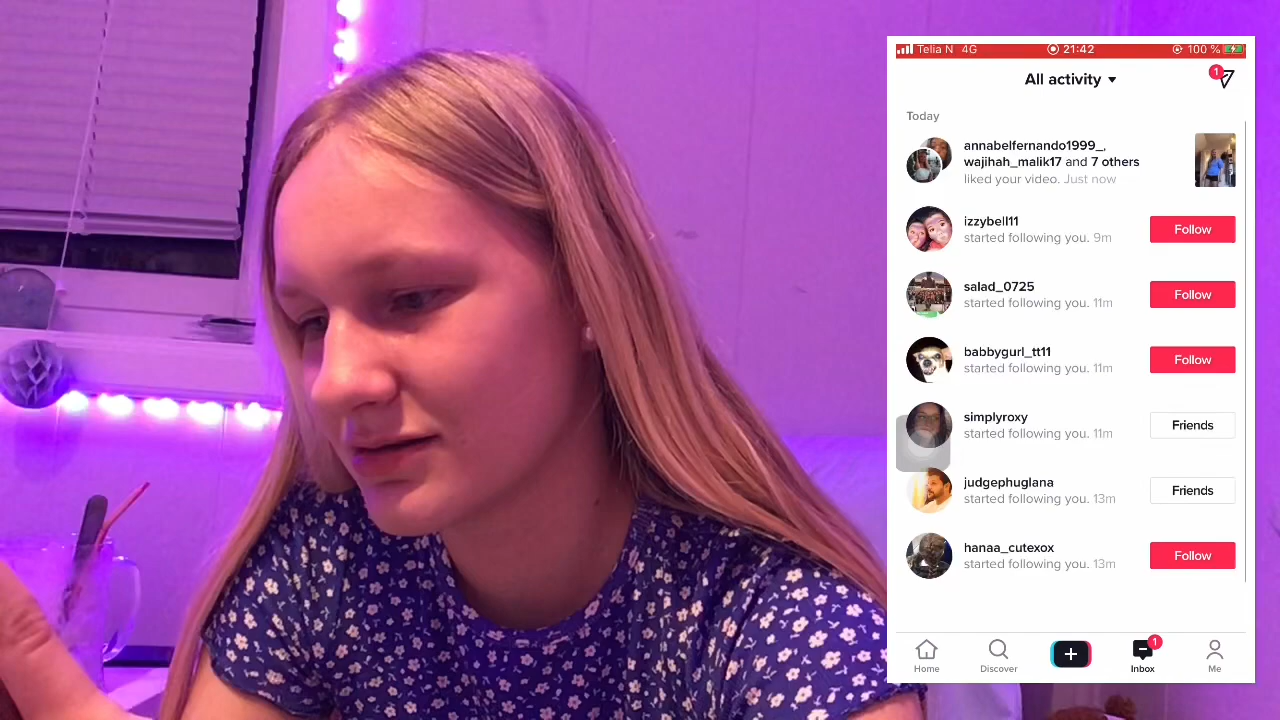 Telia N 4G 21:42 100 %
All activity
1
Today
annabelfernando1999_,
wajihah_malik17 and 7 others
liked your video. Just now
izzybell11
started following you. 9m
Follow
salad_0725
started following you. 11m
Follow
babbygurl_tt11
started following you. 11m
Follow
simplyroxy
started following you. 11m
Friends
judgephuglana
started following you. 13m
Friends
hanaa_cutexox
started following you. 13m
Follow
1
Home Discover Inbox Me